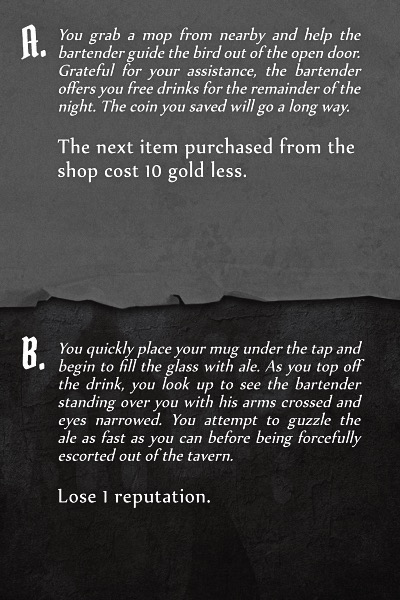 A.
You grab a mop from nearby and help the
bartender guide the bird out of the open door.
Grateful for your assistance, the bartender
offers you free drinks for the remainder of the
night. The coin you saved will go a long way.
The next item purchased from the
shop cost 10 gold less.
B.
You quickly place your mug under the tap and
begin to fill the glass with ale. As you top off
the drink, you look up to see the bartender
standing over you with his arms crossed and
eyes narrowed. You attempt to guzzle the
ale as fast as you can before being forcefully
escorted out of the tavern.
Lose 1 reputation.